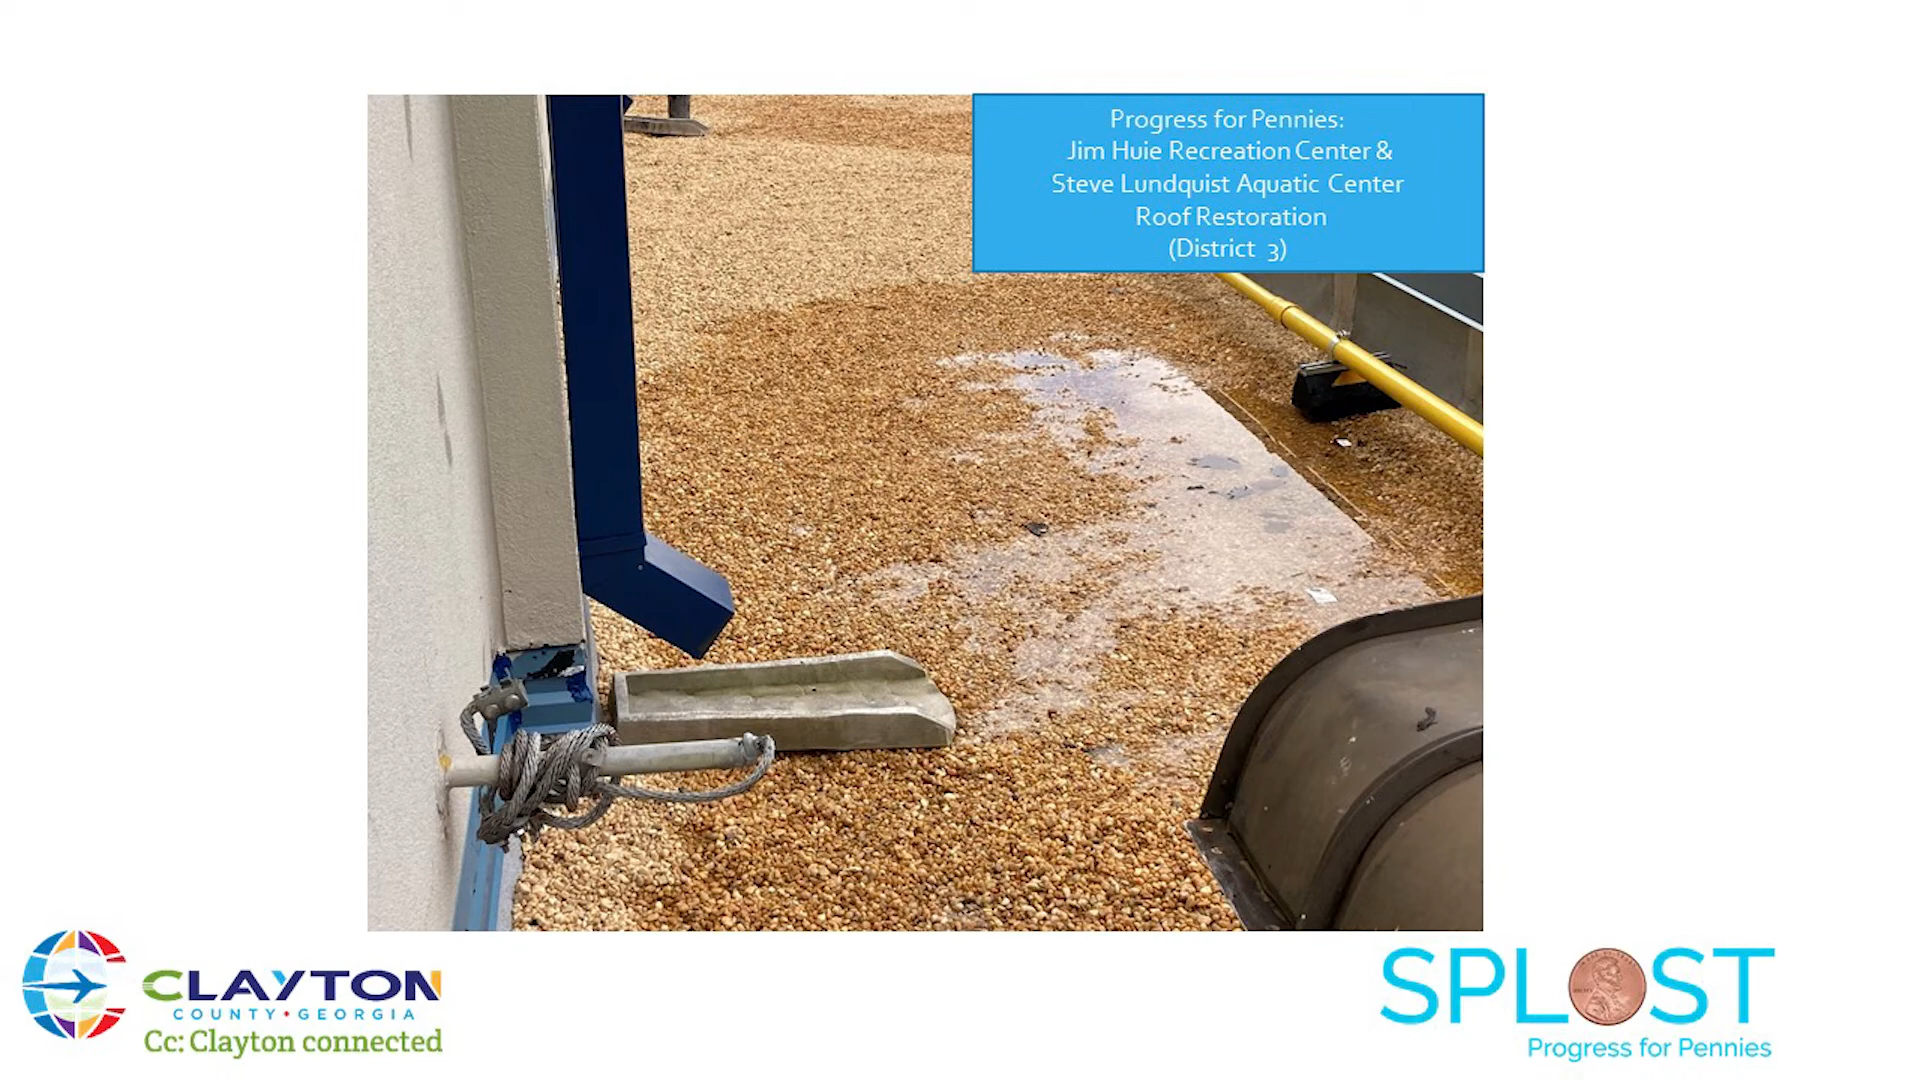 Progress for Pennies:
Jim Huie Recreation Center &
Steve Lundquist Aquatic Center
Roof Restoration
(District 3)
CLAYTON
COUNTY • GEORGIA
Cc: Clayton connected
SPLOST
Progress for Pennies